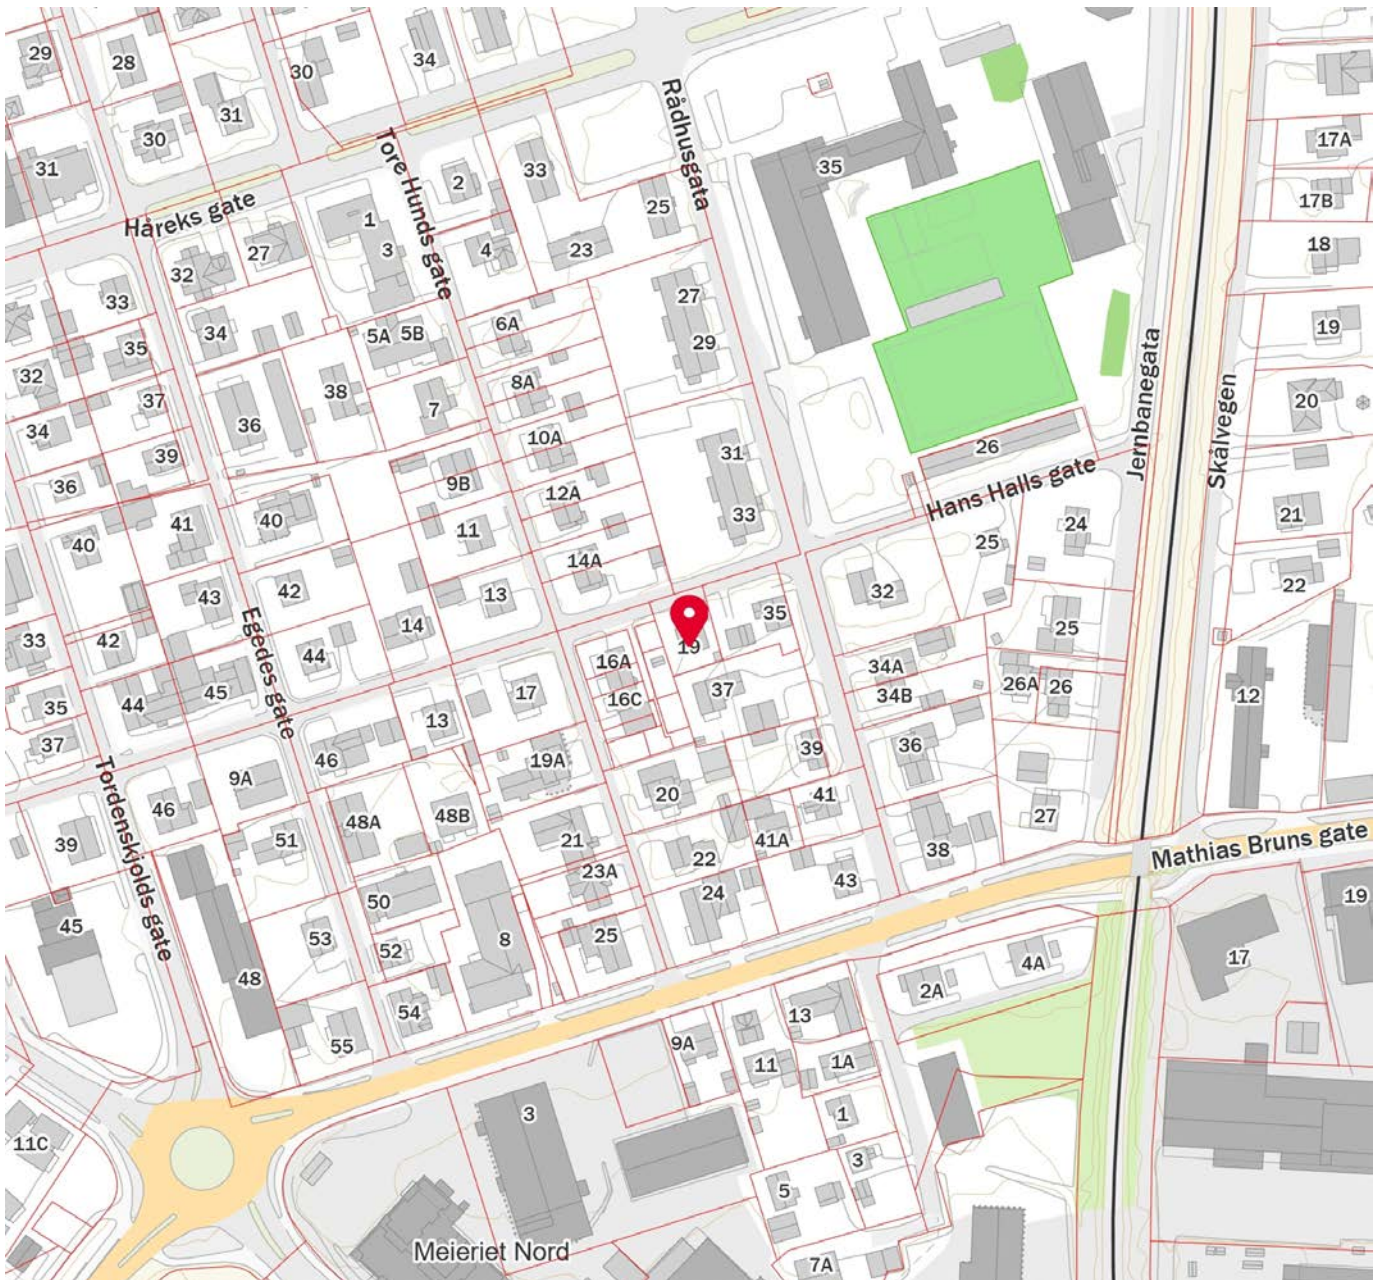 29
28
30
34
31
30
31
Rådhusgata
35
17A
17B
18
Tore Hunds gate
2
33
25
Håreks gate
1
3
4
23
27
32
33
34
5A
5B
6A
27
29
19
35
32
37
38
36
7
8A
10A
31
20
34
39
36
9B
12A
33
26
Hans Halls gate
Jernbanegata
Skålvegen
21
40
41
40
11
14A
32
25
24
22
43
42
13
14
35
25
33
42
44
Egedes gate
16A
19
34A
26A
26
12
35
44
45
17
16C
37
34B
37
13
46
19A
39
36
Tordenskjolds gate
46
9A
48A
48B
20
41
27
39
51
21
41A
38
Mathias Bruns gate
50
23A
22
43
19
45
53
52
8
25
24
17
48
54
2A
4A
55
9A
13
11
1A
3
1
11C
5
3
Meieriet Nord
7A